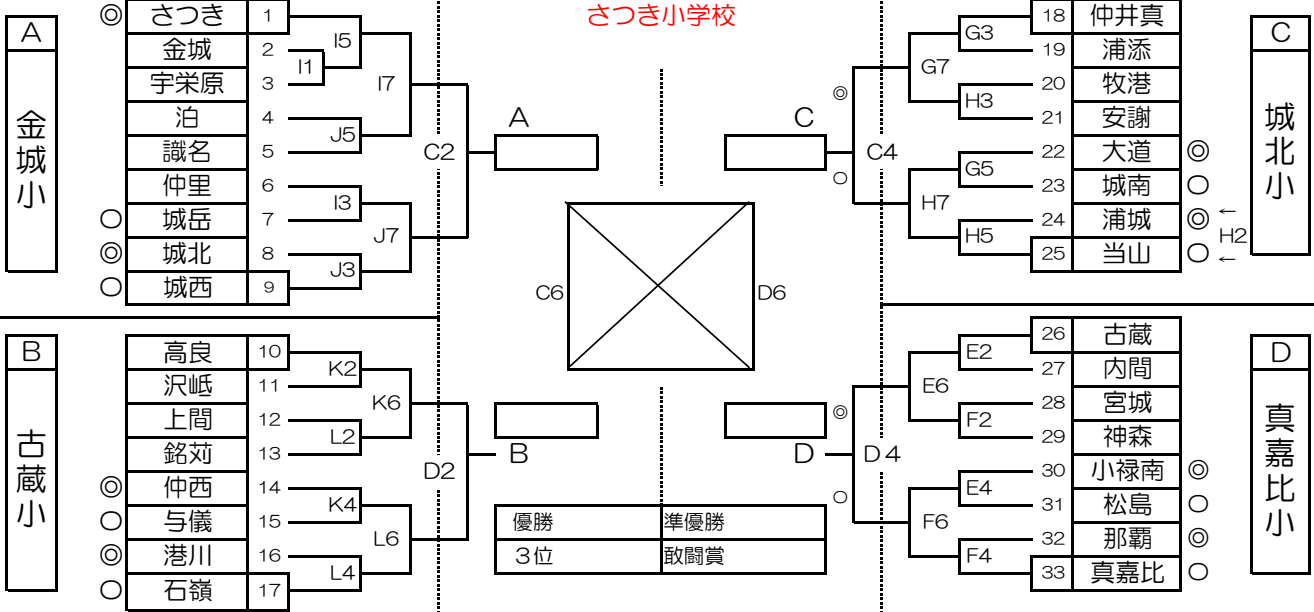 さつき小学校
A
金城小
◎ さつき 1
金城 2
宇栄原 3
泊 4
識名 5
仲里 6
○ 城岳 7
◎ 城北 8
○ 城西 9
I1
I5
J5
I3
J3
I7
J7
C2
A
B
古蔵小
高良 10
沢岻 11
上間 12
銘苅 13
◎ 仲西 14
○ 与儀 15
◎ 港川 16
○ 石嶺 17
K2
L2
K4
L4
K6
L6
D2
B
C6
D6
優勝 準優勝
3位 敢闘賞
C
◎
○
C4
G7
H7
G3
H3
G5
H5
18 仲井真
19 浦添
20 牧港
21 安謝
22 大道 ◎
23 城南 ○
24 浦城 ◎ ←
H2
25 当山 ○ ←
C
城北小
D
◎
○
D4
E6
F6
E2
F2
E4
F4
26 古蔵
27 内間
28 宮城
29 神森
30 小禄南 ◎
31 松島 ○
32 那覇 ◎
33 真嘉比 ○
D
真嘉比小